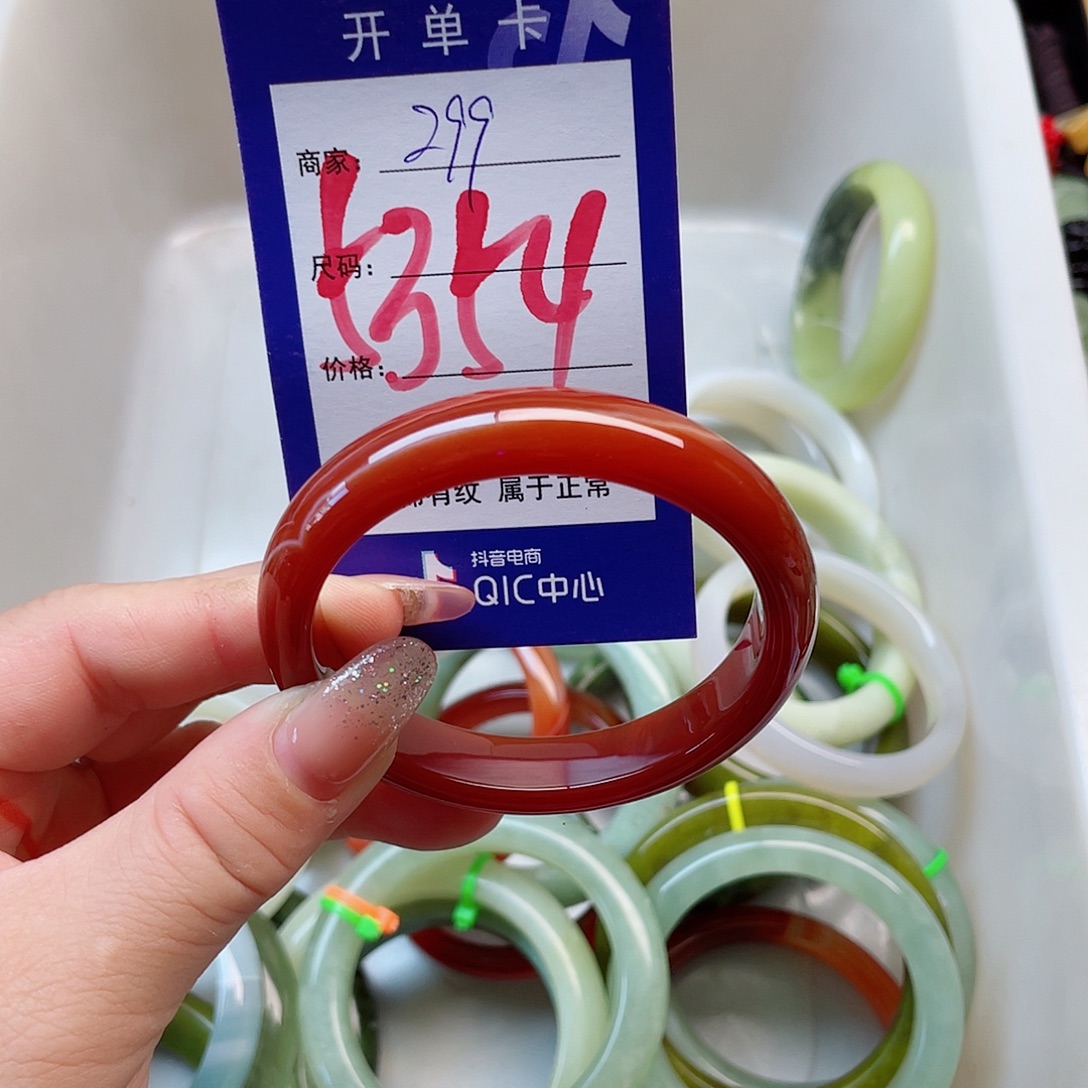 开单卡
商家： 299
尺码：
5354
价格：
有纹 属于正常
抖音电商
QIC中心